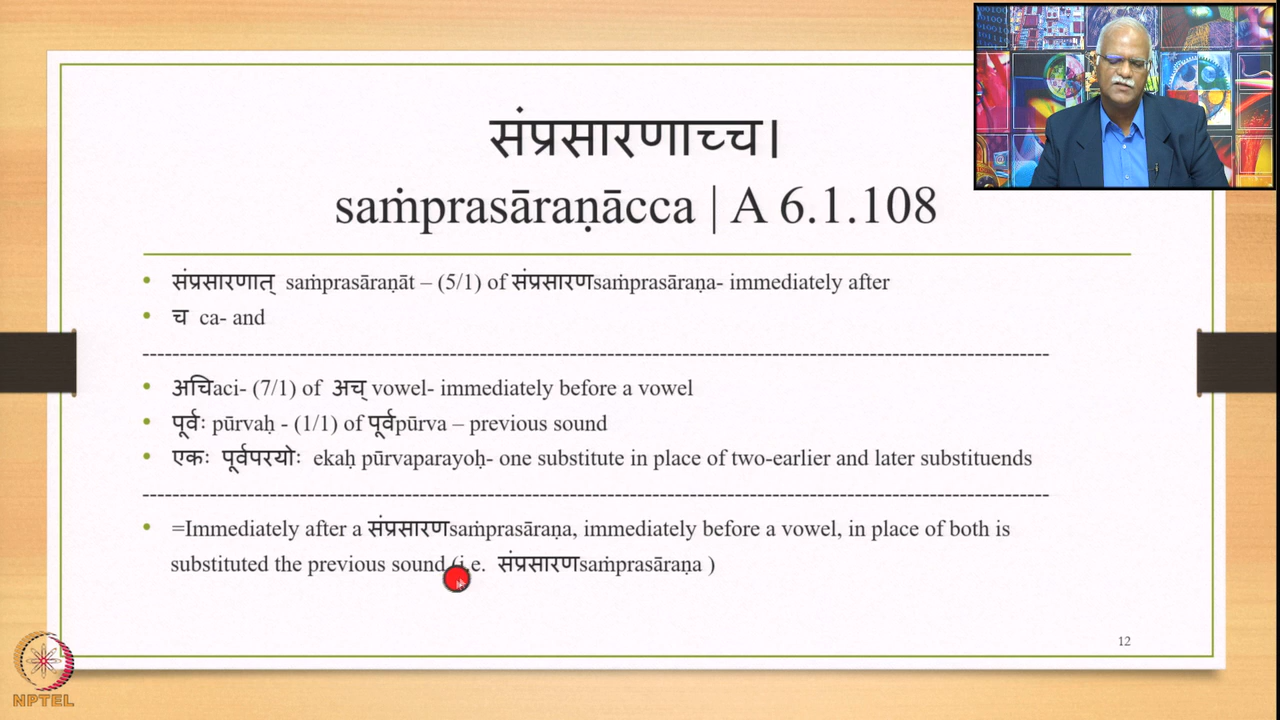 संप्रसारणाच्च।
saṁprasāraṇācca | A 6.1.108
• संप्रसारणात् saṁprasāraṇāt – (5/1) of संप्रसारणsaṁprasāraṇa- immediately after
• च ca- and
• अचिaci- (7/1) of अच् vowel- immediately before a vowel
• पूर्वः pūrvaḥ - (1/1) of पूर्वpūrva – previous sound
• एकः पूर्वपरयोः ekaḥ pūrvaparayoḥ- one substitute in place of two-earlier and later substituends
• =Immediately after a संप्रसारणsaṁprasāraṇa, immediately before a vowel, in place of both is
substituted the previous sound (i.e. संप्रसारणsaṁprasāraṇa )
12
NPTEL